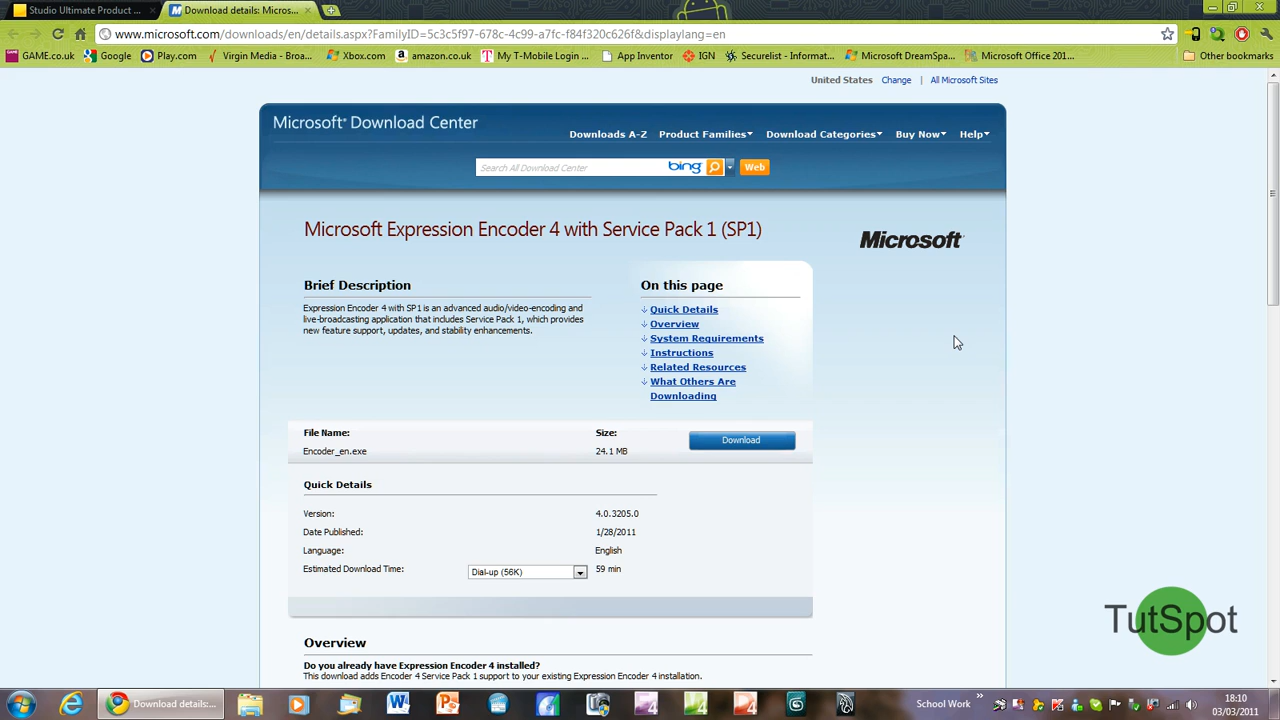 Studio Ultimate Product ...
Download details: Micros...
www.microsoft.com/downloads/en/details.aspx?FamilyID=5c3c5f97-678c-4c99-a7fc-f84f320c626f&displaylang=en
GAME.co.uk
Google
Play.com
Virgin Media - Broa...
Xbox.com
amazon.co.uk
My T-Mobile Login ...
App Inventor
IGN
Securelist - Informat...
Microsoft DreamSpa...
Microsoft Office 201...
Other bookmarks
United States Change | All Microsoft Sites
Microsoft® Download Center
Downloads A-Z Product Families Download Categories Buy Now Help
Search All Download Center bing Web
Microsoft Expression Encoder 4 with Service Pack 1 (SP1)
Microsoft
Brief Description
Expression Encoder 4 with SP1 is an advanced audio/video-encoding and
live-broadcasting application that includes Service Pack 1, which provides
new feature support, updates, and stability enhancements.
On this page
Quick Details
Overview
System Requirements
Instructions
Related Resources
What Others Are
Downloading
File Name: Size:
Encoder_en.exe 24.1 MB
Download
Quick Details
Version: 4.0.3205.0
Date Published: 1/28/2011
Language: English
Estimated Download Time: Dial-up (56K) 59 min
Overview
Do you already have Expression Encoder 4 installed?
This download adds Encoder 4 Service Pack 1 support to your existing Expression Encoder 4 installation.
TutSpot
Download details:...
School Work
18:10
03/03/2011